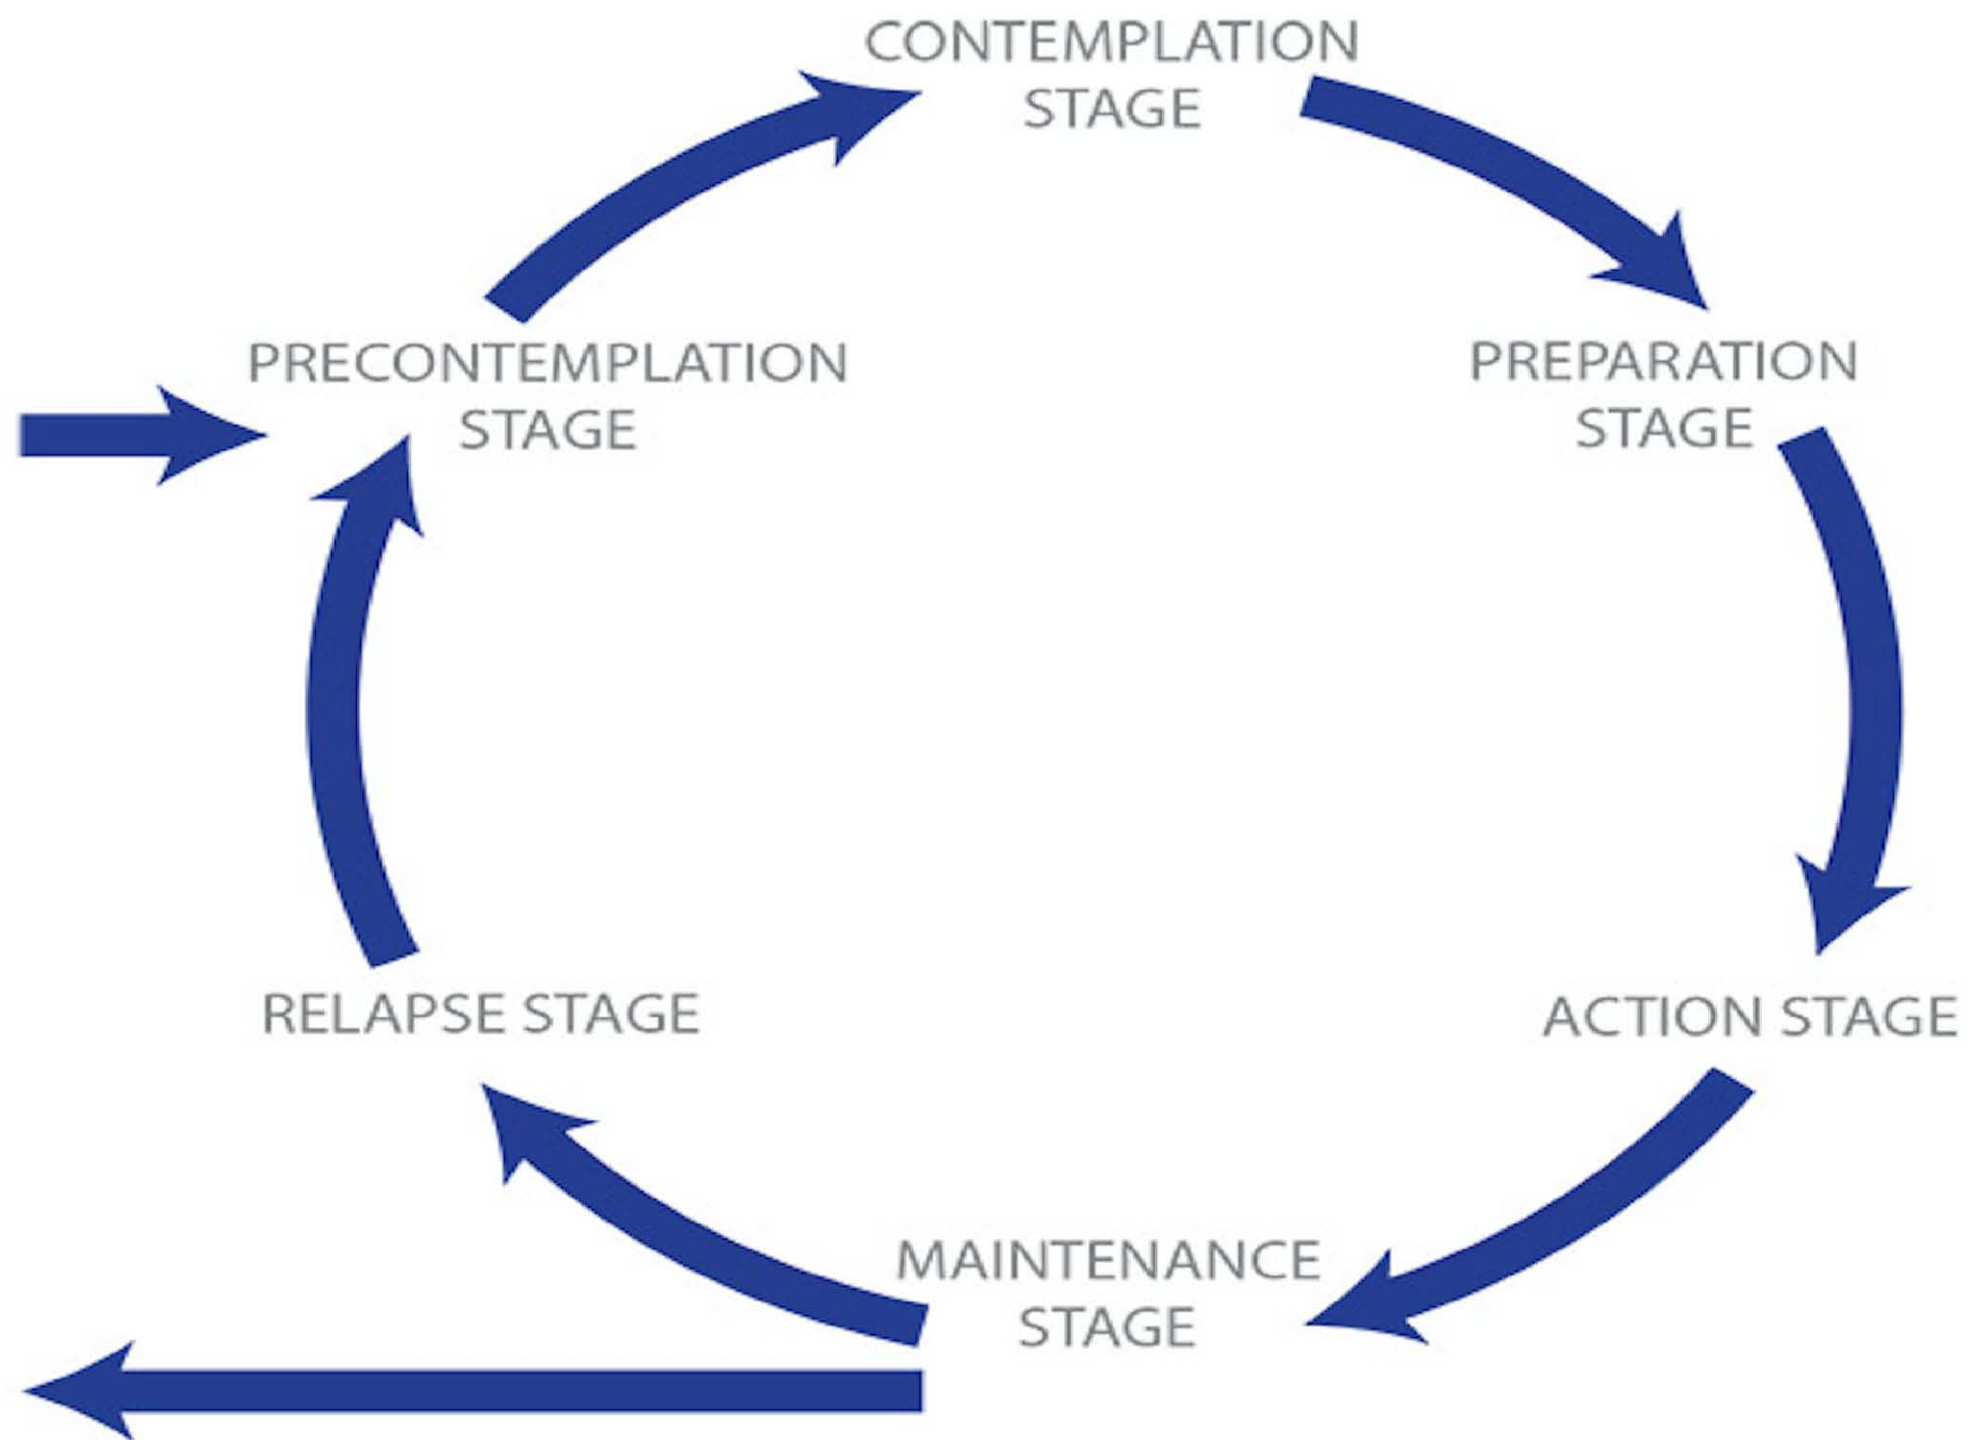 CONTEMPLATION
STAGE
PRECONTEMPLATION
STAGE
PREPARATION
STAGE
RELAPSE STAGE
ACTION STAGE
MAINTENANCE
STAGE